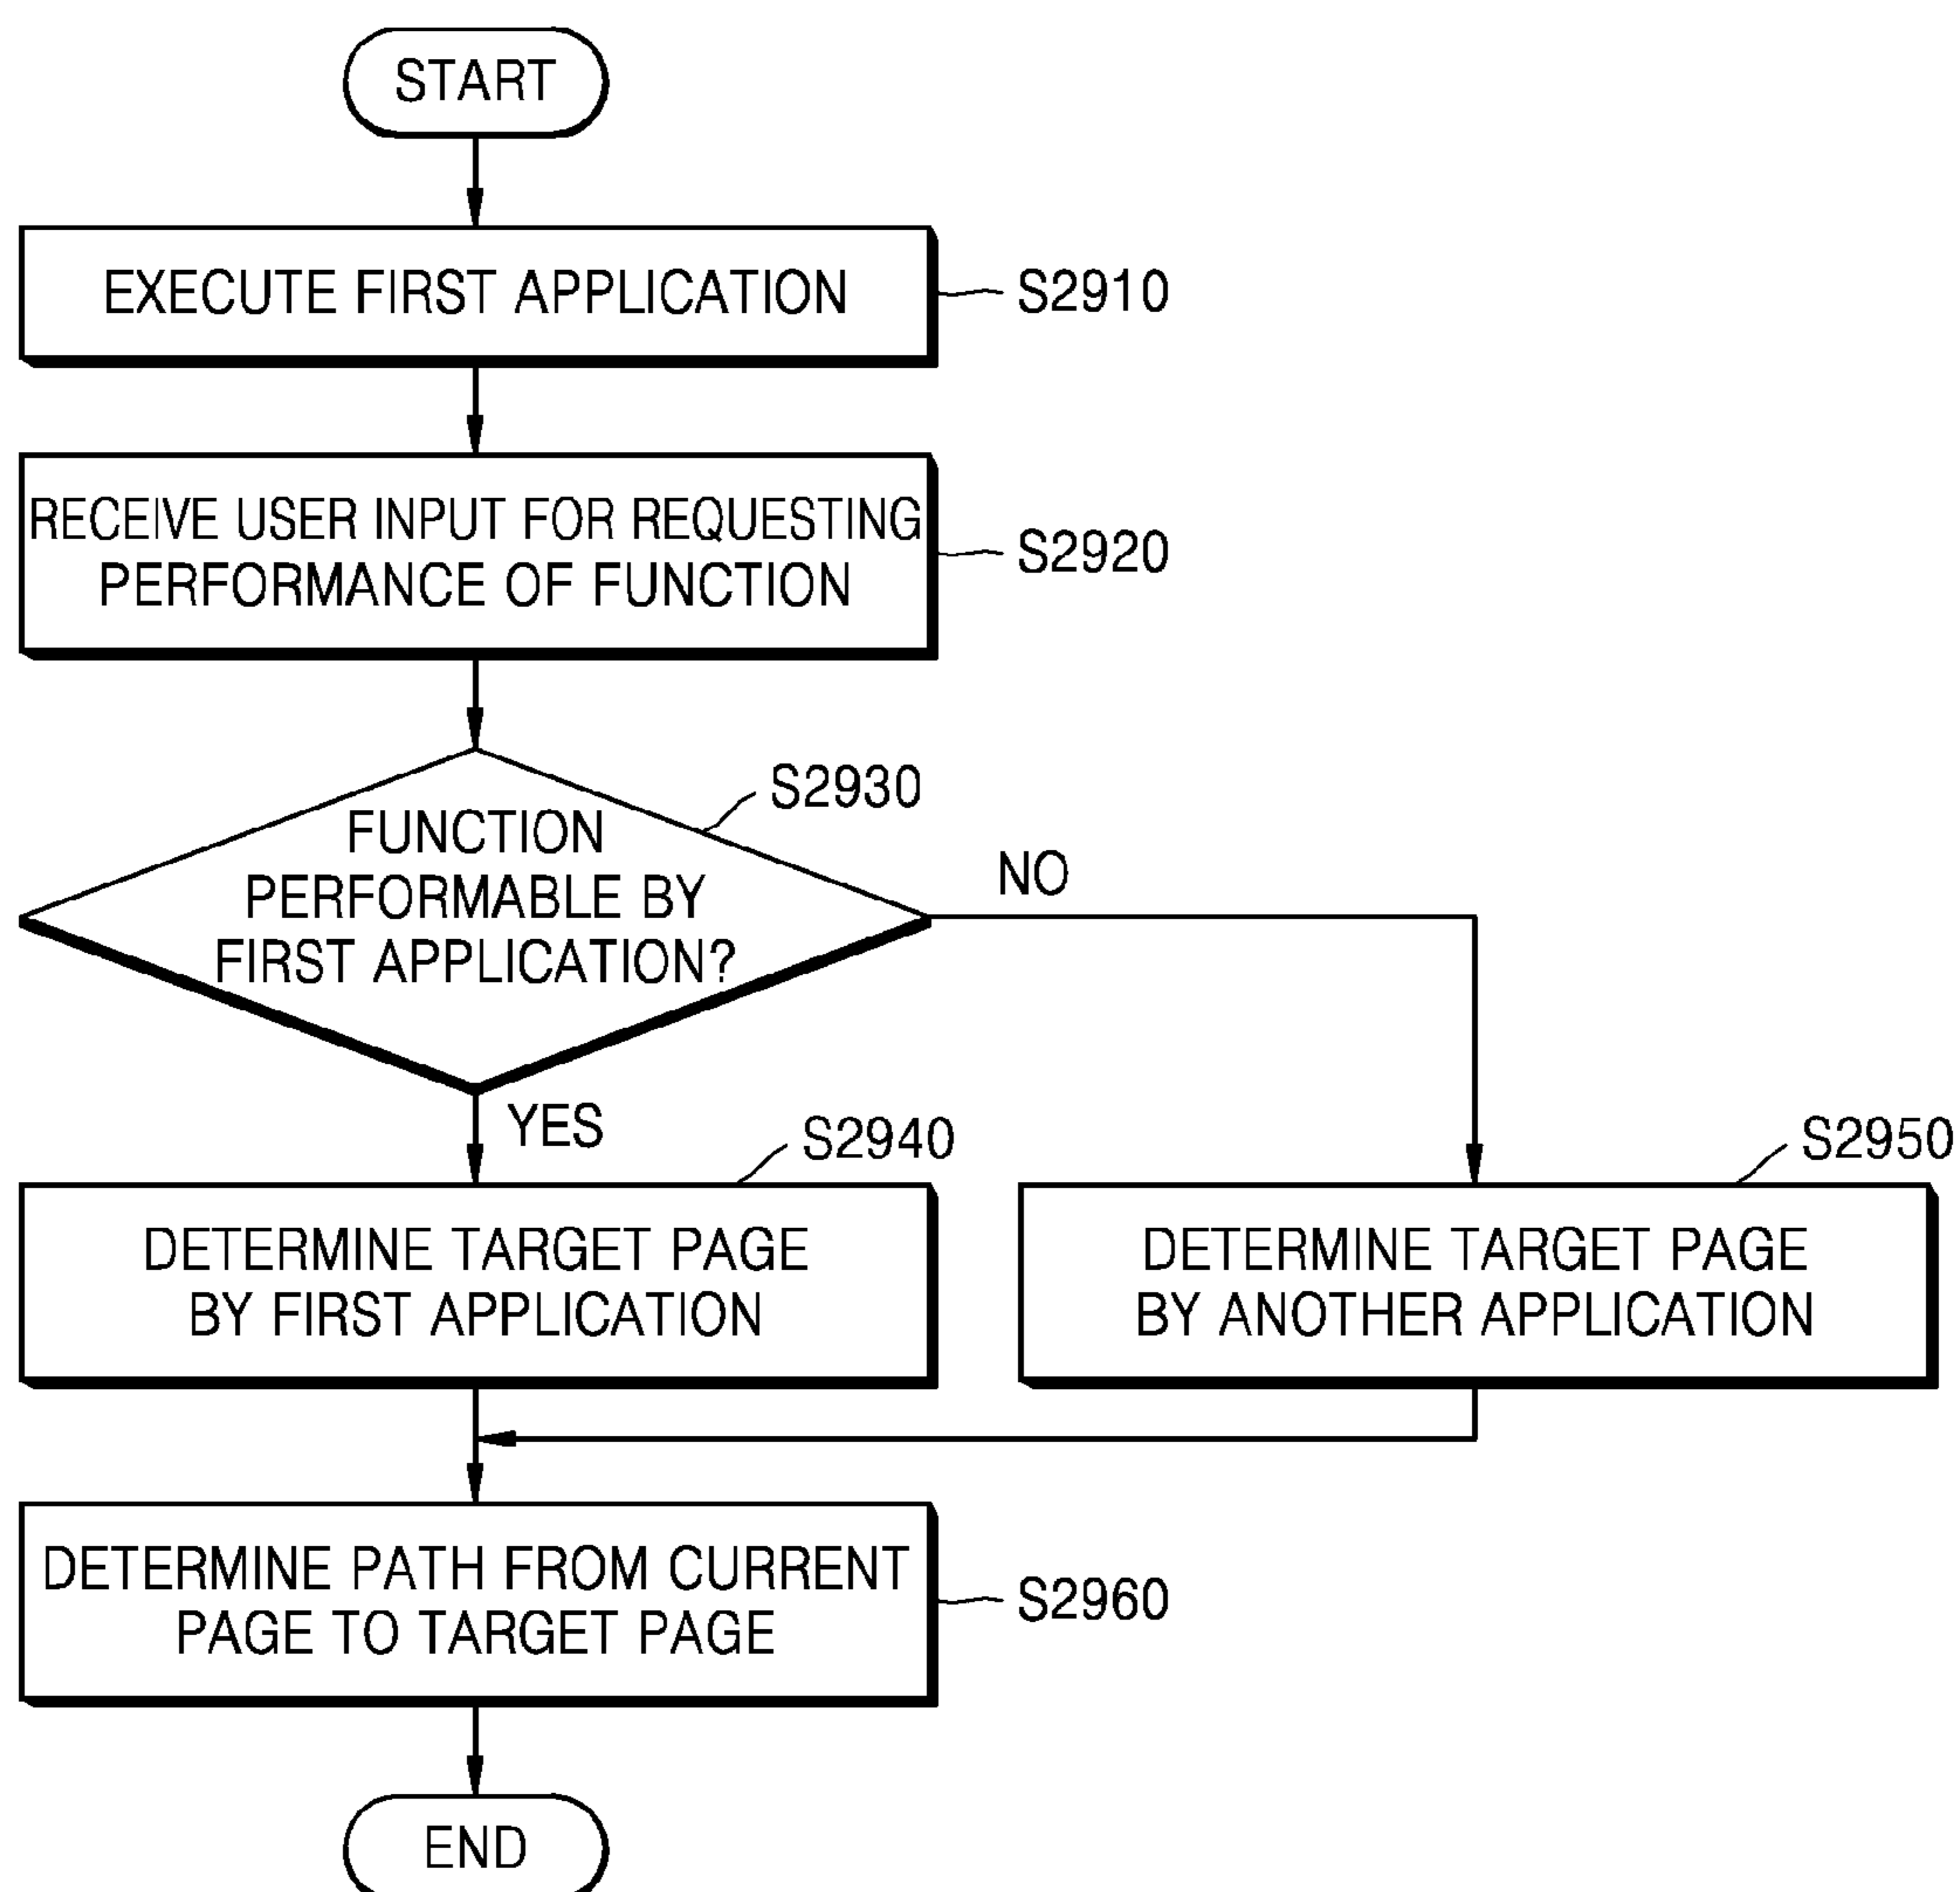 START
EXECUTE FIRST APPLICATION
S2910
RECEIVE USER INPUT FOR REQUESTING
PERFORMANCE OF FUNCTION
S2920
S2930
FUNCTION
PERFORMABLE BY
FIRST APPLICATION?
NO
YES
S2940
DETERMINE TARGET PAGE
BY FIRST APPLICATION
S2950
DETERMINE TARGET PAGE
BY ANOTHER APPLICATION
DETERMINE PATH FROM CURRENT
PAGE TO TARGET PAGE
S2960
END